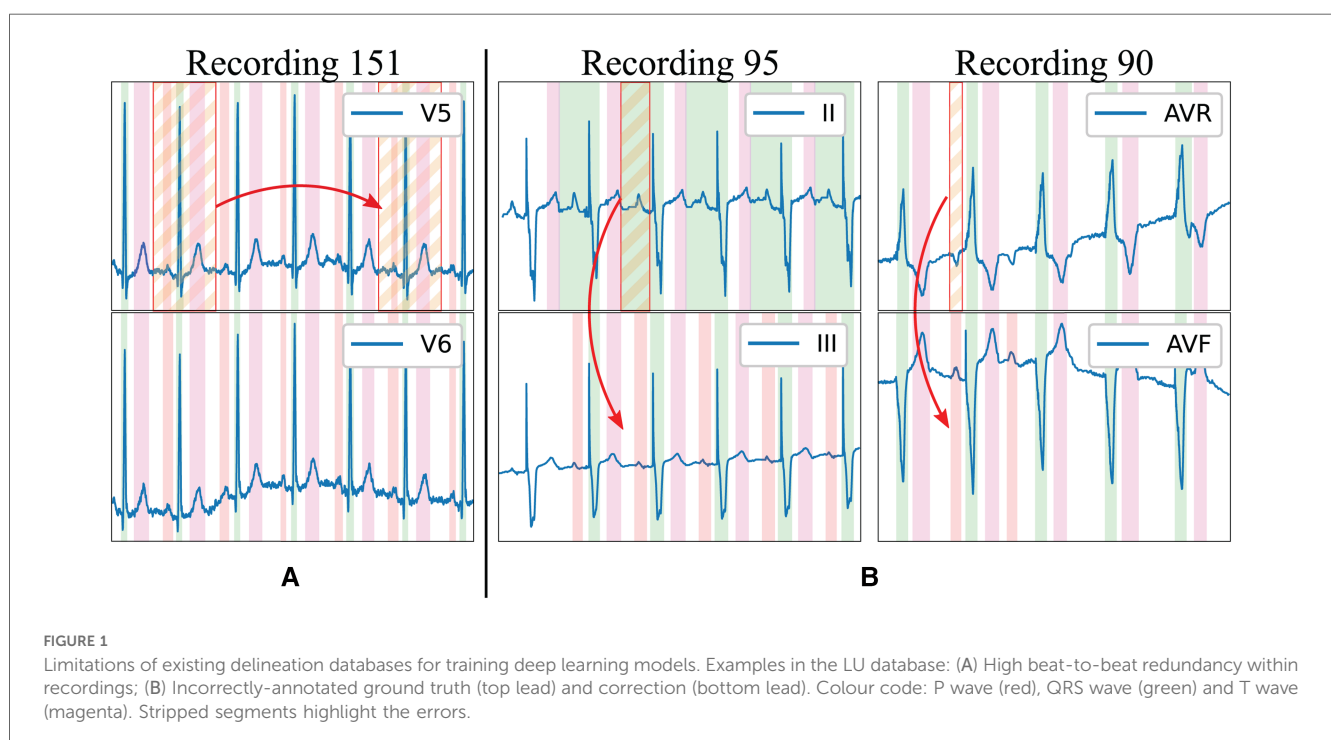 Recording 151
Recording 95
Recording 90
V5
II
AVR
V6
III
AVF
A
B
FIGURE 1
Limitations of existing delineation databases for training deep learning models. Examples in the LU database: (A) High beat-to-beat redundancy within
recordings; (B) Incorrectly-annotated ground truth (top lead) and correction (bottom lead). Colour code: P wave (red), QRS wave (green) and T wave
(magenta). Stripped segments highlight the errors.